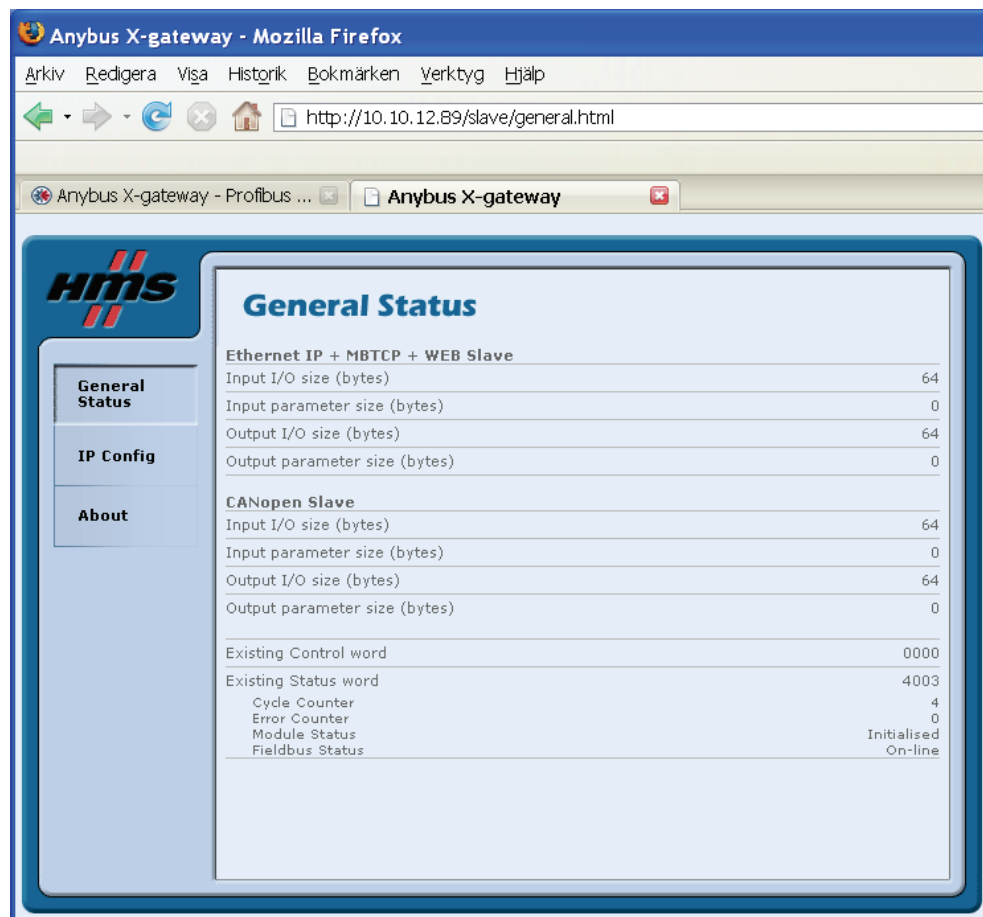 Anybus X-gateway - Mozilla Firefox
Arkiv Redigera Visa Historik Bokmärken Verktyg Hjälp
http://10.10.12.89/slave/general.html
Anybus X-gateway - Profibus ... Anybus X-gateway
HMS
General Status
General
Status
IP Config
About
Ethernet IP + MBTCP + WEB Slave
Input I/O size (bytes) 64
Input parameter size (bytes) 0
Output I/O size (bytes) 64
Output parameter size (bytes) 0
CANopen Slave
Input I/O size (bytes) 64
Input parameter size (bytes) 0
Output I/O size (bytes) 64
Output parameter size (bytes) 0
Existing Control word 0000
Existing Status word 4003
Cycle Counter 4
Error Counter 0
Module Status Initialised
Fieldbus Status On-line